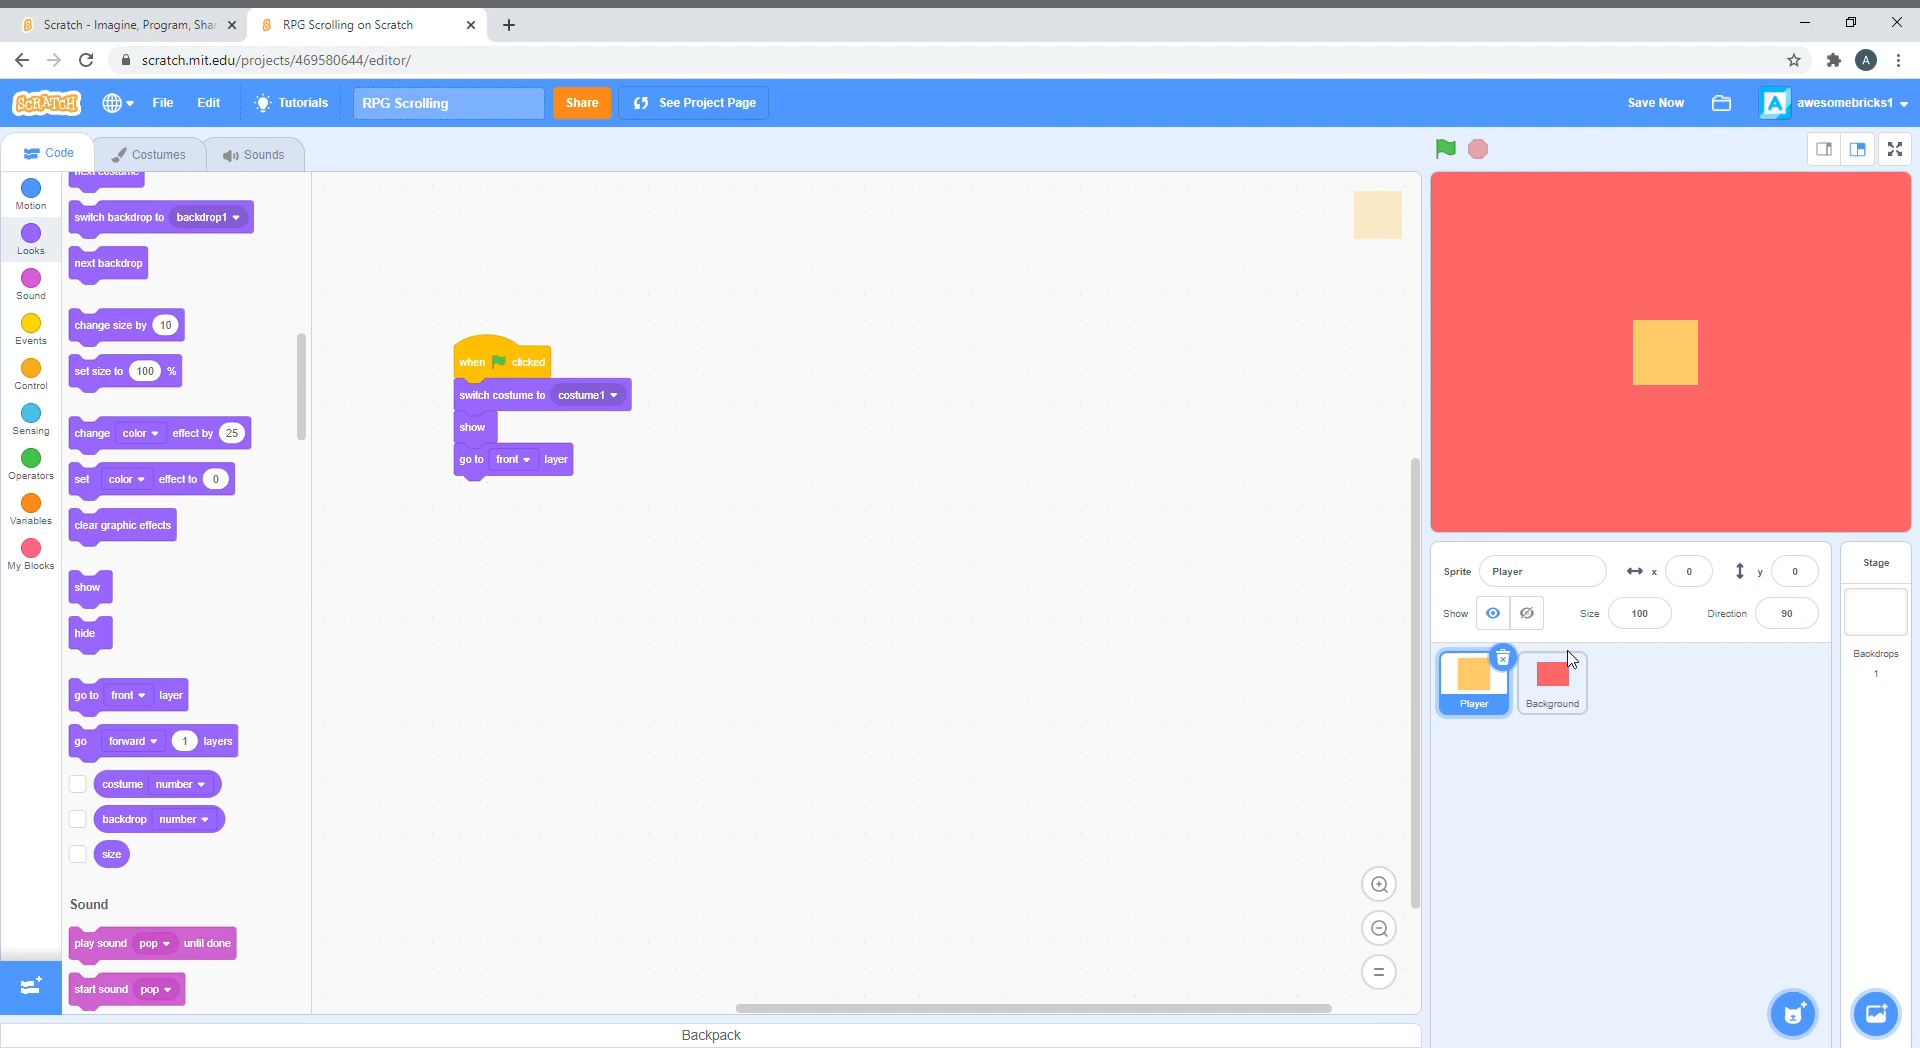 Scratch - Imagine, Program, Shar
RPG Scrolling on Scratch
scratch.mit.edu/projects/469580644/editor/
A
SCRATCH
File
Edit
Tutorials
RPG Scrolling
Share
See Project Page
Save Now
A
awesomebricks1
Code
Costumes
Sounds
Motion
Looks
Sound
Events
Control
Sensing
Operators
Variables
My Blocks
next costume
switch backdrop to backdrop1
next backdrop
change size by 10
set size to 100 %
change color effect by 25
set color effect to 0
clear graphic effects
show
hide
go to front layer
go forward 1 layers
costume number
backdrop number
size
Sound
play sound pop until done
start sound pop
when clicked
switch costume to costume1
show
go to front layer
Backpack
Sprite Player x 0 y 0
Show Size 100 Direction 90
Player
Background
Stage
Backdrops
1